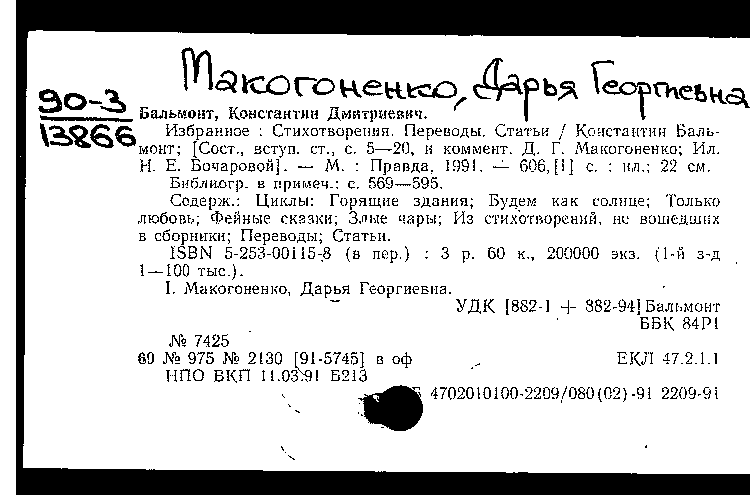 Макогоненко, Дарья Георгиевна
90-3
13866
Бальмонт, Константин Дмитриевич.
Избранное : Стихотворения. Переводы. Статьи / Константин Баль-
монт; [Сост., вступ. ст., с. 5—20, и коммент. Д. Г. Макогоненко; Ил.
Н. Е. Бочаровой]. — М. : Правда, 1991. — 606,[1] с. : ил.; 22 см.
Библиогр. в примеч.: с. 569—595.
Содерж.: Циклы: Горящие здания; Будем как солнце; Только
любовь; Фейные сказки; Злые чары; Из стихотворений, не вошедших
в сборники; Переводы; Статьи.
ISBN 5-253-00115-8 (в пер.) : 3 р. 60 к., 200000 экз. (1-й з-д
1—100 тыс.).
I. Макогоненко, Дарья Георгиевна.
УДК [882-1 + 882-94] Бальмонт
ББК 84Р1
№ 7425
60 № 975 № 2130 [91-5745] в оф
ЕКЛ 47.2.1.1
НПО ВКП 11.03.91 Б213
4702010100-2209/080(02)-91 2209-91